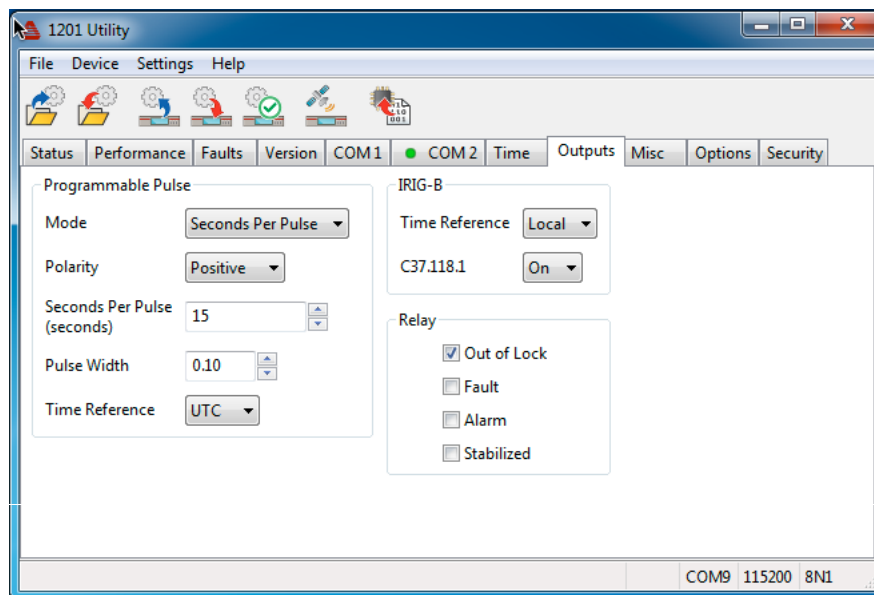 1201 Utility
File Device Settings Help
Status Performance Faults Version COM 1 COM 2 Time Outputs Misc Options Security
Programmable Pulse
Mode Seconds Per Pulse
Polarity Positive
Seconds Per Pulse
(seconds) 15
Pulse Width 0.10
Time Reference UTC
IRIG-B
Time Reference Local
C37.118.1 On
Relay
Out of Lock
Fault
Alarm
Stabilized
COM9 115200 8N1